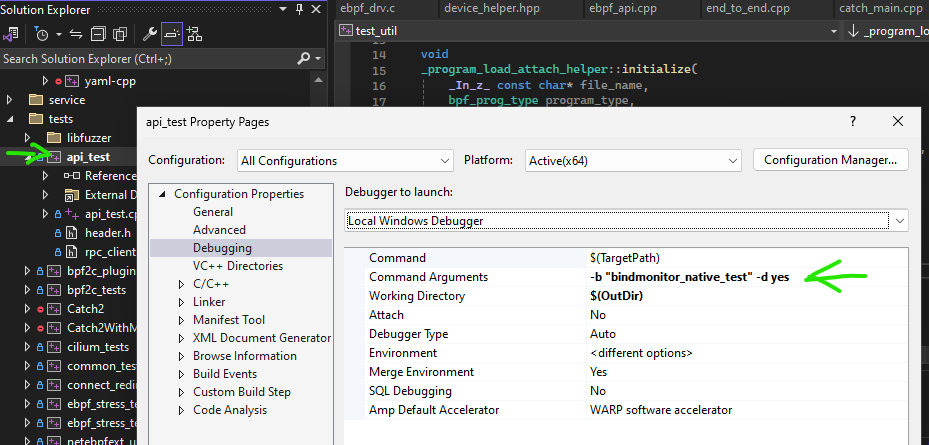 Solution Explorer
Search Solution Explorer (Ctrl+;)
yaml-cpp
service
tests
libfuzzer
api_test
Reference
External D
api_test.c
header.h
rpc_client
bpf2c_plugin
bpf2c_tests
Catch2
Catch2WithM
cilium_tests
common_tes
connect_redir
ebpf_stress_te
ebpf_stress_te
netebpfext_u
ebpf_drv.c device_helper.hpp ebpf_api.cpp end_to_end.cpp catch_main.cpp
test_util _program_lo
14 void
15 _program_load_attach_helper::initialize(
16 _In_z_ const char* file_name,
17 bpf_prog_type program_type,
api_test Property Pages
? ×
Configuration: All Configurations Platform: Active(x64) Configuration Manager...
Configuration Properties
General
Advanced
Debugging
VC++ Directories
C/C++
Linker
Manifest Tool
XML Document Generator
Browse Information
Build Events
Custom Build Step
Code Analysis
Debugger to launch:
Local Windows Debugger
Command $(TargetPath)
Command Arguments -b "bindmonitor_native_test" -d yes
Working Directory $(OutDir)
Attach No
Debugger Type Auto
Environment <different options>
Merge Environment Yes
SQL Debugging No
Amp Default Accelerator WARP software accelerator